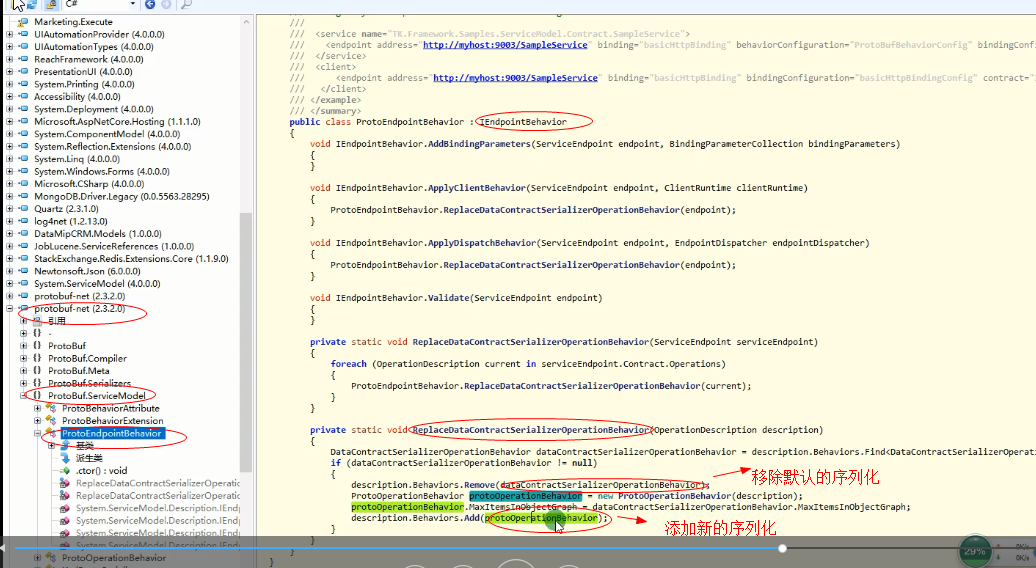 C#
Marketing.Execute
UIAutomationProvider (4.0.0.0)
UIAutomationTypes (4.0.0.0)
ReachFramework (4.0.0.0)
PresentationUI (4.0.0.0)
System.Printing (4.0.0.0)
Accessibility (4.0.0.0)
System.Deployment (4.0.0.0)
Microsoft.AspNetCore.Hosting (1.1.1.0)
System.ComponentModel (4.0.0.0)
System.Reflection.Extensions (4.0.0.0)
System.Linq (4.0.0.0)
System.Windows.Forms (4.0.0.0)
Microsoft.CSharp (4.0.0.0)
MongoDB.Driver.Legacy (0.0.5563.28295)
Quartz (2.3.1.0)
log4net (1.2.13.0)
DataMipCRM.Models (1.0.0.0)
JobLucene.ServiceReferences (1.0.0.0)
StackExchange.Redis.Extensions.Core (1.1.9.0)
Newtonsoft.Json (6.0.0.0)
System.ServiceModel (4.0.0.0)
protobuf-net (2.3.2.0)
protobuf-net (2.3.2.0)
引用
{} -
{} ProtoBuf
{} ProtoBuf.Compiler
{} ProtoBuf.Meta
{} ProtoBuf.Serializers
{} ProtoBuf.ServiceModel
ProtoBehaviorAttribute
ProtoBehaviorExtension
ProtoEndpointBehavior
基类
派生类
.ctor() : void
ReplaceDataContractSerializerOperatio
ReplaceDataContractSerializerOperatio
System.ServiceModel.Description.IEndp
System.ServiceModel.Description.IEndp
System.ServiceModel.Description.IEndp
System.ServiceModel.Description.IEndp
ProtoOperationBehavior
///
/// <service name="TK.Framework.Samples.ServiceModel.Contract.SampleService">
/// <endpoint address="http://myhost:9003/SampleService" binding="basicHttpBinding" behaviorConfiguration="ProtoBufBehaviorConfig" bindingConfi
/// </service>
/// <client>
/// <endpoint address="http://myhost:9003/SampleService" binding="basicHttpBinding" bindingConfiguration="basicHttpBindingConfig" contract="
/// </client>
/// </example>
/// </summary>
public class ProtoEndpointBehavior : IEndpointBehavior
{
void IEndpointBehavior.AddBindingParameters(ServiceEndpoint endpoint, BindingParameterCollection bindingParameters)
{
}
void IEndpointBehavior.ApplyClientBehavior(ServiceEndpoint endpoint, ClientRuntime clientRuntime)
{
ProtoEndpointBehavior.ReplaceDataContractSerializerOperationBehavior(endpoint);
}
void IEndpointBehavior.ApplyDispatchBehavior(ServiceEndpoint endpoint, EndpointDispatcher endpointDispatcher)
{
ProtoEndpointBehavior.ReplaceDataContractSerializerOperationBehavior(endpoint);
}
void IEndpointBehavior.Validate(ServiceEndpoint endpoint)
{
}
private static void ReplaceDataContractSerializerOperationBehavior(ServiceEndpoint serviceEndpoint)
{
foreach (OperationDescription current in serviceEndpoint.Contract.Operations)
{
ProtoEndpointBehavior.ReplaceDataContractSerializerOperationBehavior(current);
}
}
private static void ReplaceDataContractSerializerOperationBehavior(OperationDescription description)
{
DataContractSerializerOperationBehavior dataContractSerializerOperationBehavior = description.Behaviors.Find<DataContractSerializerOperatio
if (dataContractSerializerOperationBehavior != null)
{
description.Behaviors.Remove(dataContractSerializerOperationBehavior);
移除默认的序列化
ProtoOperationBehavior protoOperationBehavior = new ProtoOperationBehavior(description);
protoOperationBehavior.MaxItemsInObjectGraph = dataContractSerializerOperationBehavior.MaxItemsInObjectGraph;
description.Behaviors.Add(protoOperationBehavior);
添加新的序列化
}
}
}
}
29%
0K/s
0K/s